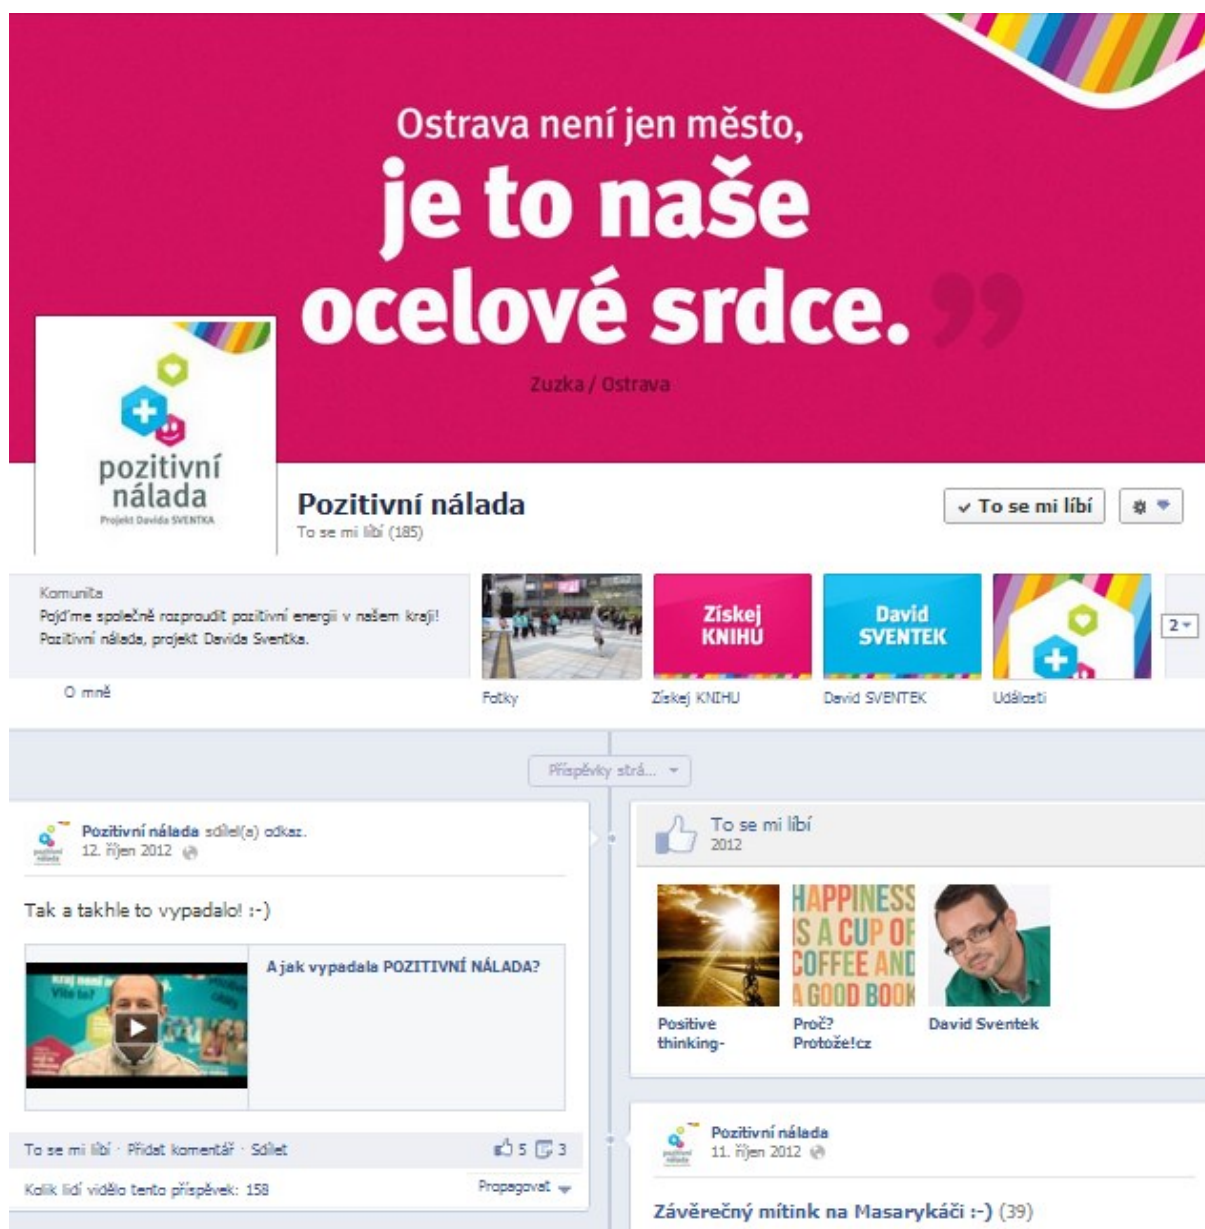 Ostrava není jen město,
je to naše
ocelové srdce.”
Zuzka / Ostrava
pozitivní
nálada
Projekt Davida SVENTKA
Pozitivní nálada
To se mi líbí (185)
To se mi líbí
Komunita
Pojďme společně rozproudit pozitivní energii v našem kraji!
Pozitivní nálada, projekt Davida Sventka.
O mně
Získej
KNIHU
David
SVENTEK
2
Fotky
Získej KNIHU
David SVENTEK
Události
Příspěvky strá...
Pozitivní nálada sdílel(a) odkaz.
12. říjen 2012
Tak a takhle to vypadalo! :-)
A jak vypadala POZITIVNÍ NÁLADA?
To se mi líbí · Přidat komentář · Sdílet
5
3
Kolik lidí vidělo tento příspěvek: 158
Propagovat
To se mi líbí
2012
HAPPINESS
IS A CUP OF
COFFEE AND
A GOOD BOOK
Positive
thinking-
Proč?
Protože!cz
David Sventek
Pozitivní nálada
11. říjen 2012
Závěrečný mítink na Masarykáči :-) (39)